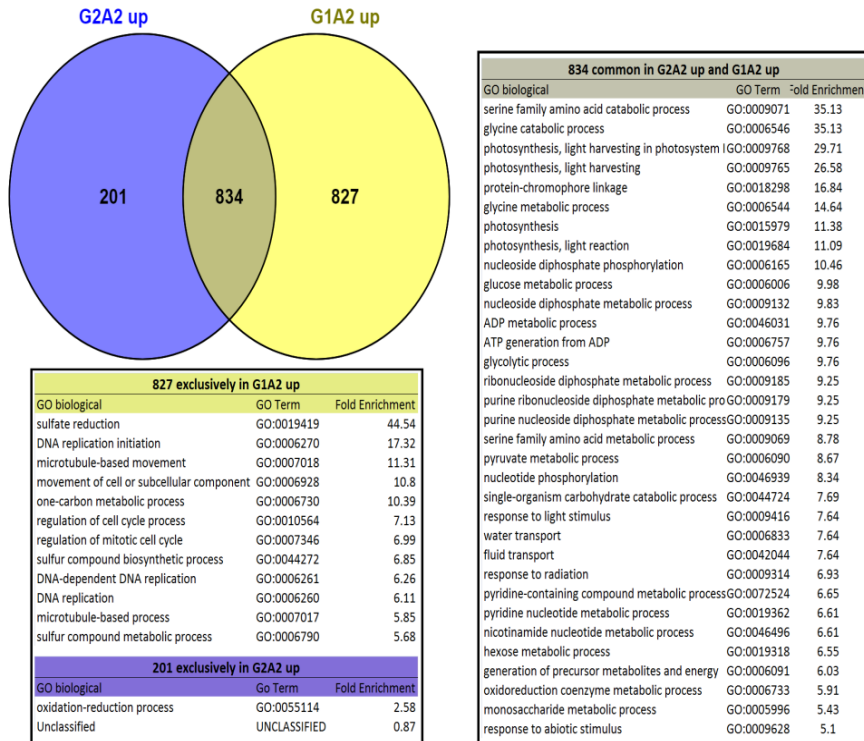 G2A2 up
G1A2 up
201
834
827
827 exclusively in G1A2 up
GO biological GO Term Fold Enrichment
sulfate reduction GO:0019419 44.54
DNA replication initiation GO:0006270 17.32
microtubule-based movement GO:0007018 11.31
movement of cell or subcellular component GO:0006928 10.8
one-carbon metabolic process GO:0006730 10.39
regulation of cell cycle process GO:0010564 7.13
regulation of mitotic cell cycle GO:0007346 6.99
sulfur compound biosynthetic process GO:0044272 6.85
DNA-dependent DNA replication GO:0006261 6.26
DNA replication GO:0006260 6.11
microtubule-based process GO:0007017 5.85
sulfur compound metabolic process GO:0006790 5.68
201 exclusively in G2A2 up
GO biological Go Term Fold Enrichment
oxidation-reduction process GO:0055114 2.58
Unclassified UNCLASSIFIED 0.87
834 common in G2A2 up and G1A2 up
GO biological GO Term Fold Enrichmen
serine family amino acid catabolic process GO:0009071 35.13
glycine catabolic process GO:0006546 35.13
photosynthesis, light harvesting in photosystem I GO:0009768 29.71
photosynthesis, light harvesting GO:0009765 26.58
protein-chromophore linkage GO:0018298 16.84
glycine metabolic process GO:0006544 14.64
photosynthesis GO:0015979 11.38
photosynthesis, light reaction GO:0019684 11.09
nucleoside diphosphate phosphorylation GO:0006165 10.46
glucose metabolic process GO:0006006 9.98
nucleoside diphosphate metabolic process GO:0009132 9.83
ADP metabolic process GO:0046031 9.76
ATP generation from ADP GO:0006757 9.76
glycolytic process GO:0006096 9.76
ribonucleoside diphosphate metabolic process GO:0009185 9.25
purine ribonucleoside diphosphate metabolic pro GO:0009179 9.25
purine nucleoside diphosphate metabolic process GO:0009135 9.25
serine family amino acid metabolic process GO:0009069 8.78
pyruvate metabolic process GO:0006090 8.67
nucleotide phosphorylation GO:0046939 8.34
single-organism carbohydrate catabolic process GO:0044724 7.69
response to light stimulus GO:0009416 7.64
water transport GO:0006833 7.64
fluid transport GO:0042044 7.64
response to radiation GO:0009314 6.93
pyridine-containing compound metabolic process GO:0072524 6.65
pyridine nucleotide metabolic process GO:0019362 6.61
nicotinamide nucleotide metabolic process GO:0046496 6.61
hexose metabolic process GO:0019318 6.55
generation of precursor metabolites and energy GO:0006091 6.03
oxidoreduction coenzyme metabolic process GO:0006733 5.91
monosaccharide metabolic process GO:0005996 5.43
response to abiotic stimulus GO:0009628 5.1